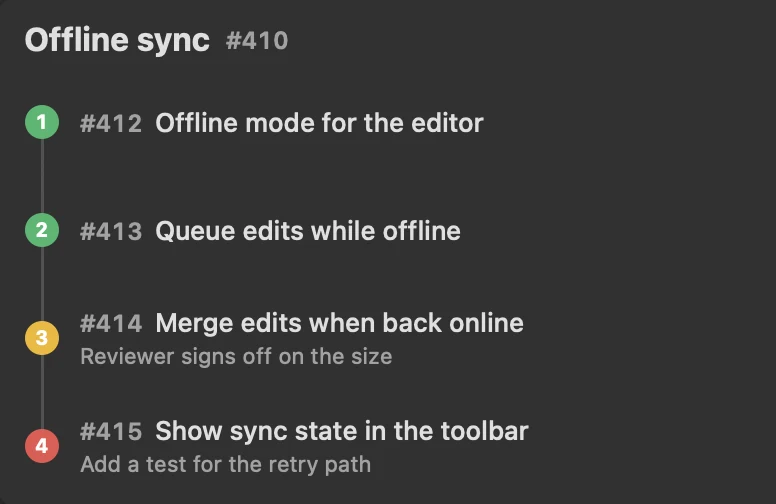 Offline sync #410
1 #412 Offline mode for the editor
2 #413 Queue edits while offline
3 #414 Merge edits when back online
Reviewer signs off on the size
4 #415 Show sync state in the toolbar
Add a test for the retry path